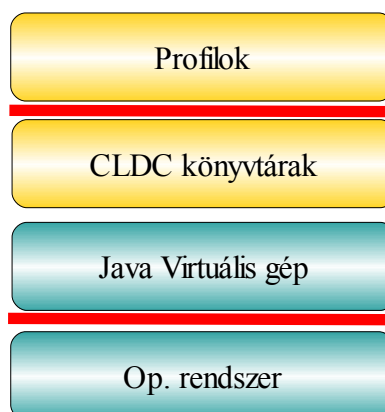 Profilok
CLDC könyvtárak
Java Virtuális gép
Op. rendszer